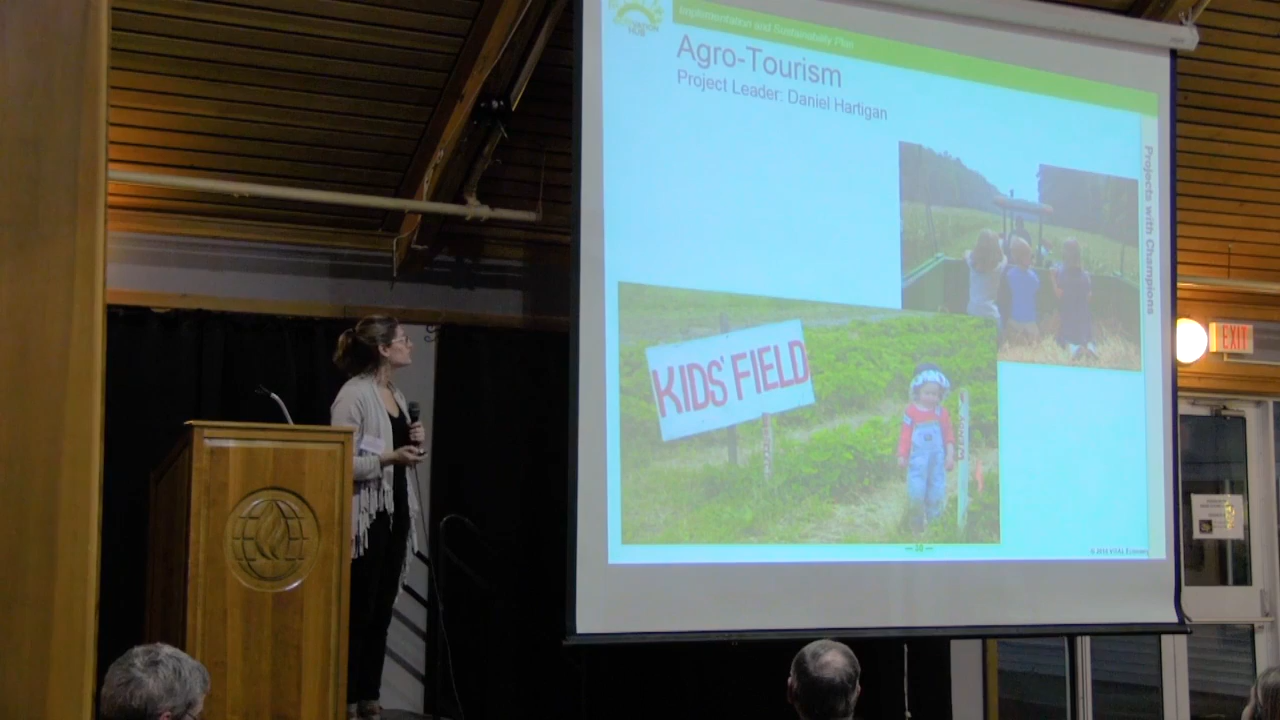 Implementation and Sustainability Plan
Agro-Tourism
Project Leader: Daniel Hartigan
Projects with Champions
KIDS' FIELD
EXIT